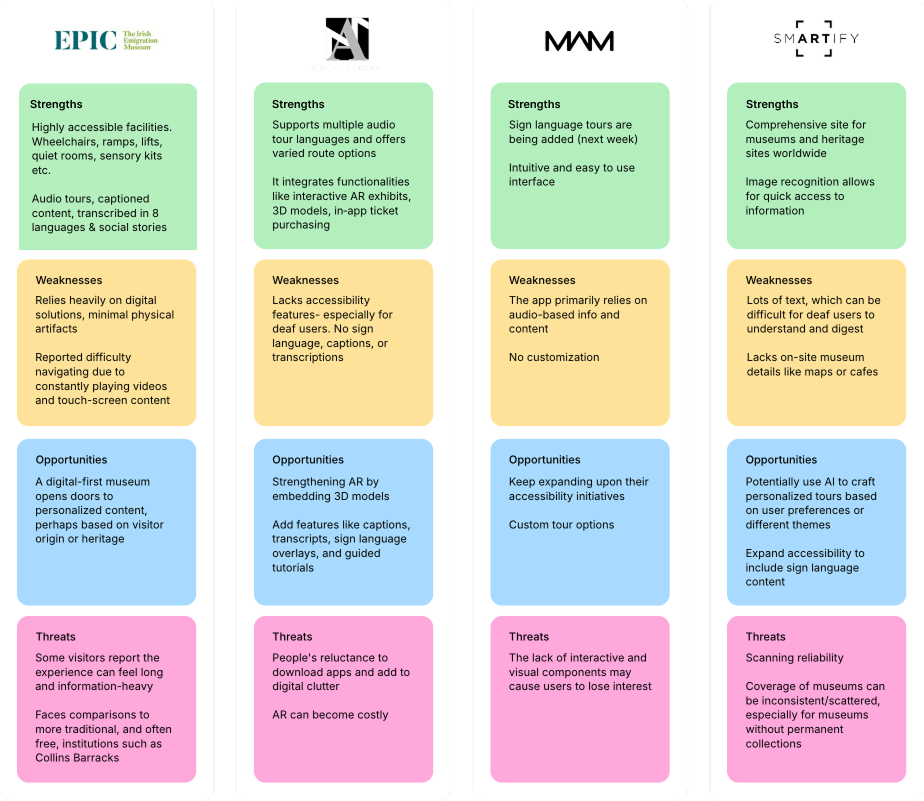 EPIC The Irish
Emigration
Museum
Strengths
Highly accessible facilities.
Wheelchairs, ramps, lifts,
quiet rooms, sensory kits
etc.
Audio tours, captioned
content, transcribed in 8
languages & social stories
Weaknesses
Relies heavily on digital
solutions, minimal physical
artifacts
Reported difficulty
navigating due to
constantly playing videos
and touch-screen content
Opportunities
A digital-first museum
opens doors to
personalized content,
perhaps based on visitor
origin or heritage
Threats
Some visitors report the
experience can feel long
and information-heavy
Faces comparisons to
more traditional, and often
free, institutions such as
Collins Barracks
Strengths
Supports multiple audio
tour languages and offers
varied route options
It integrates functionalities
like interactive AR exhibits,
3D models, in-app ticket
purchasing
Weaknesses
Lacks accessibility
features- especially for
deaf users. No sign
language, captions, or
transcriptions
Opportunities
Strengthening AR by
embedding 3D models
Add features like captions,
transcripts, sign language
overlays, and guided
tutorials
Threats
People's reluctance to
download apps and add to
digital clutter
AR can become costly
MAM
Strengths
Sign language tours are
being added (next week)
Intuitive and easy to use
interface
Weaknesses
The app primarily relies on
audio-based info and
content
No customization
Opportunities
Keep expanding upon their
accessibility initiatives
Custom tour options
Threats
The lack of interactive and
visual components may
cause users to lose interest
SMARTIFY
Strengths
Comprehensive site for
museums and heritage
sites worldwide
Image recognition allows
for quick access to
information
Weaknesses
Lots of text, which can be
difficult for deaf users to
understand and digest
Lacks on-site museum
details like maps or cafes
Opportunities
Potentially use AI to craft
personalized tours based
on user preferences or
different themes
Expand accessibility to
include sign language
content
Threats
Scanning reliability
Coverage of museums can
be inconsistent/scattered,
especially for museums
without permanent
collections